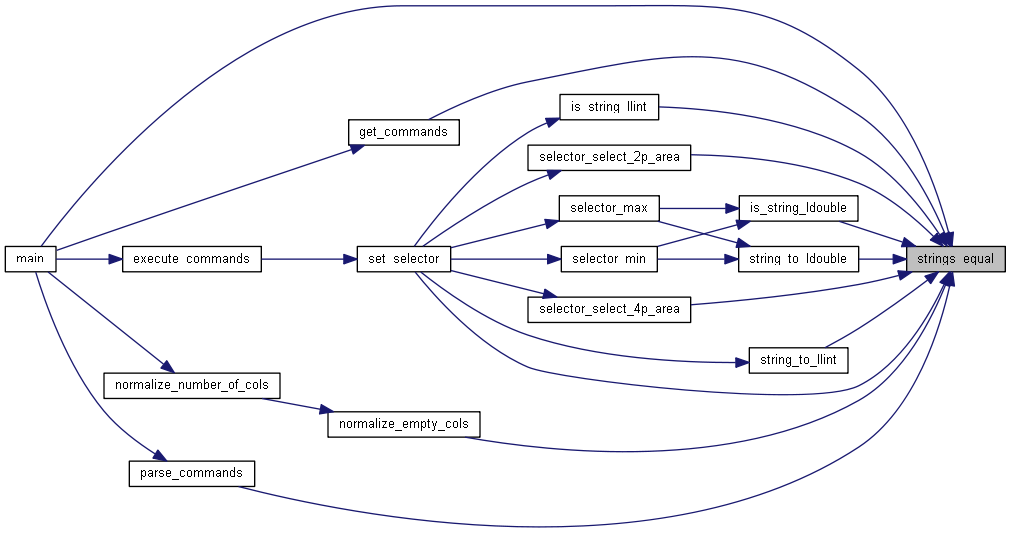 is_string_llint
get_commands
selector_select_2p_area
selector_max
is_string_ldouble
main
execute_commands
set_selector
selector_min
string_to_ldouble
strings_equal
selector_select_4p_area
string_to_llint
normalize_number_of_cols
normalize_empty_cols
parse_commands